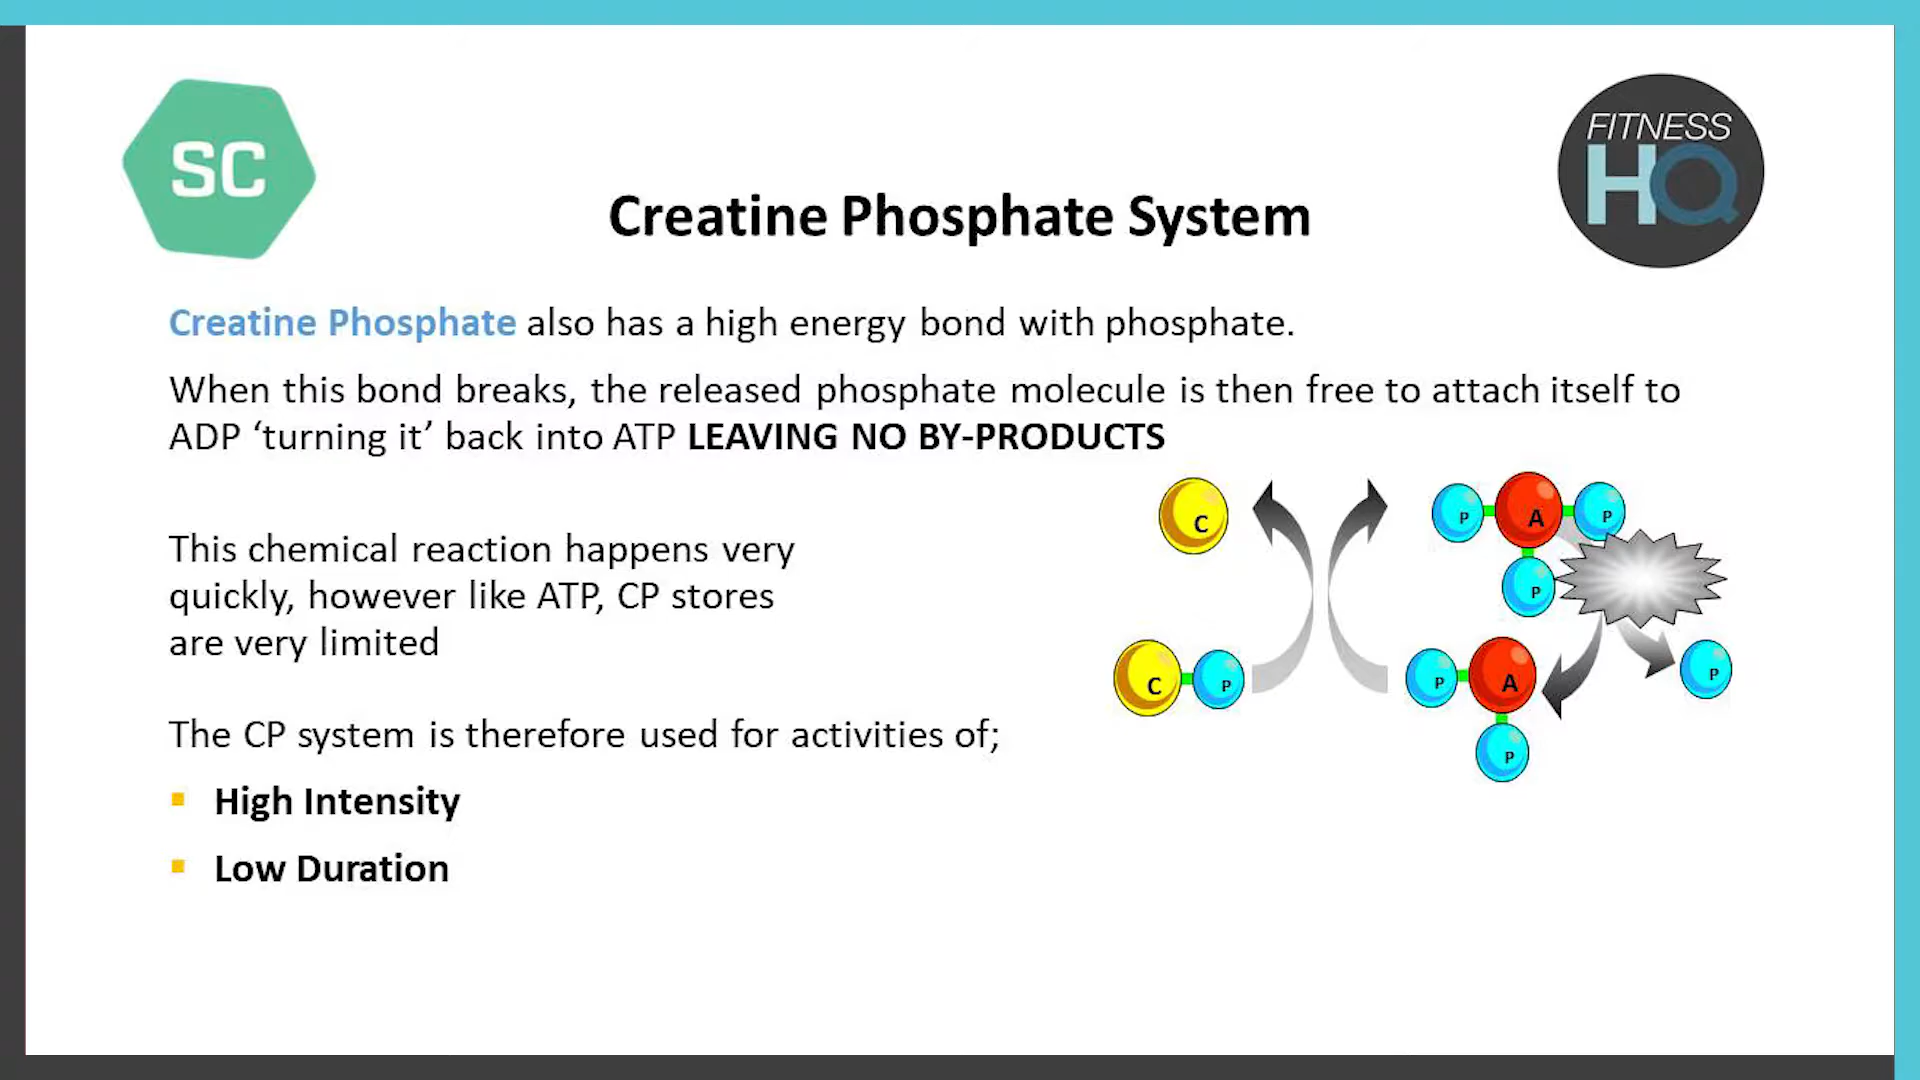 SC
FITNESS
HQ
Creatine Phosphate System
Creatine Phosphate also has a high energy bond with phosphate.
When this bond breaks, the released phosphate molecule is then free to attach itself to
ADP ‘turning it’ back into ATP LEAVING NO BY-PRODUCTS
This chemical reaction happens very
quickly, however like ATP, CP stores
are very limited
The CP system is therefore used for activities of;
High Intensity
Low Duration
C
P A P
P
C P
P A P
P